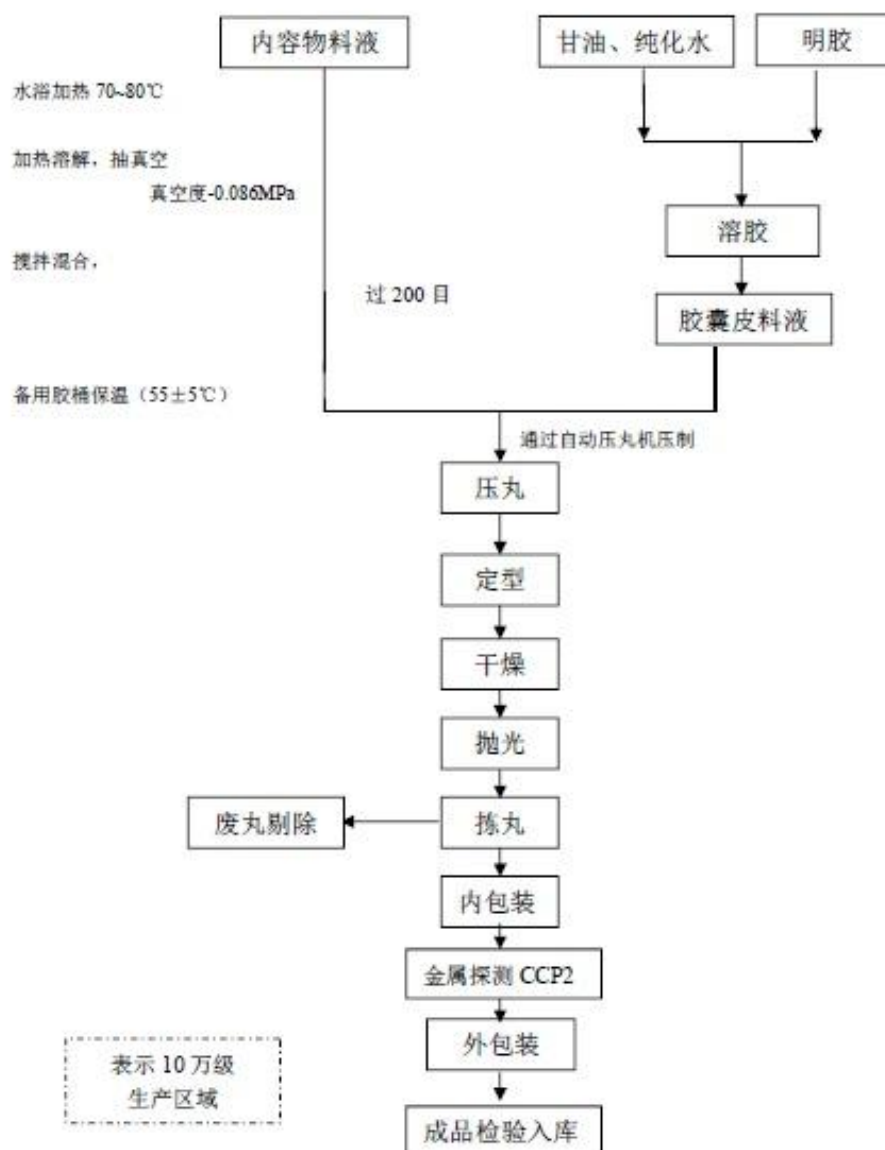 内容物料液
甘油、纯化水
明胶
水浴加热 70~80℃
加热溶解，抽真空
真空度-0.086MPa
溶胶
搅拌混合，
过 200 目
胶囊皮料液
备用胶桶保温（55±5℃）
通过自动压丸机压制
压丸
定型
干燥
抛光
废丸剔除
拣丸
内包装
金属探测 CCP2
外包装
表示 10 万级
生产区域
成品检验入库